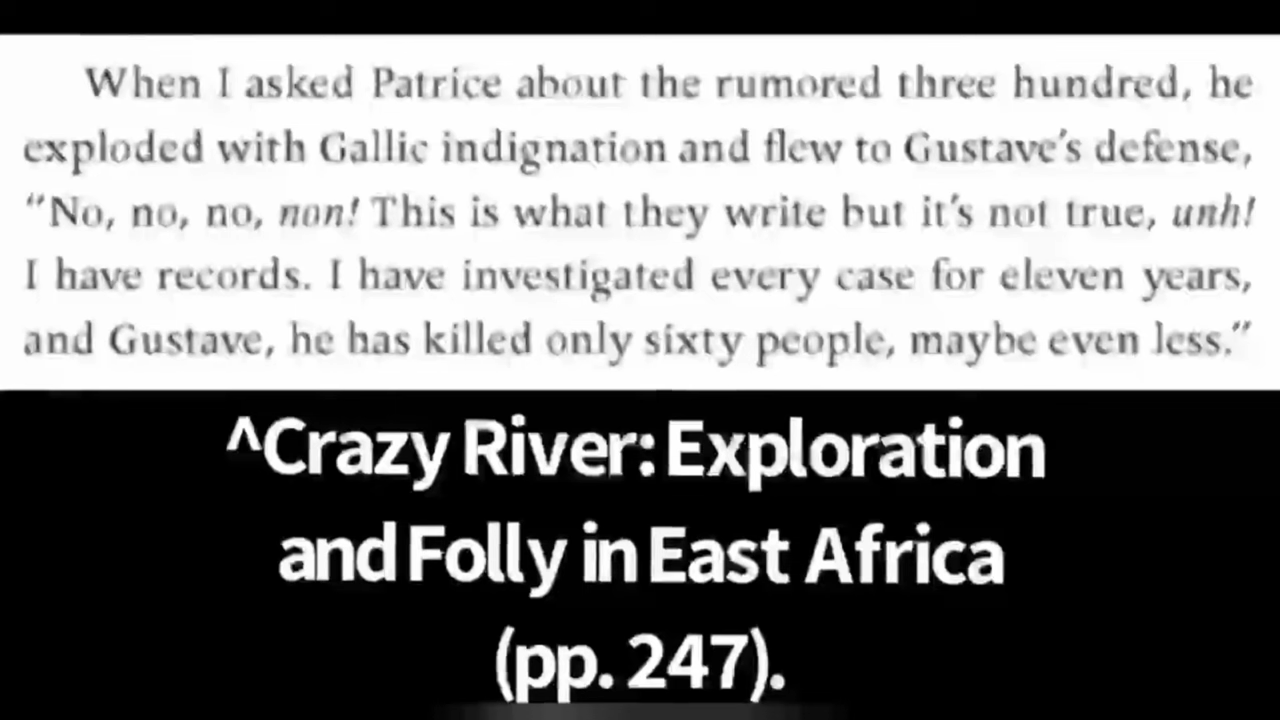 When I asked Patrice about the rumored three hundred, he
exploded with Gallic indignation and flew to Gustave's defense,
"No, no, no, non! This is what they write but it's not true, unh!
I have records. I have investigated every case for eleven years,
and Gustave, he has killed only sixty people, maybe even less."
^Crazy River: Exploration
and Folly in East Africa
(pp. 247).